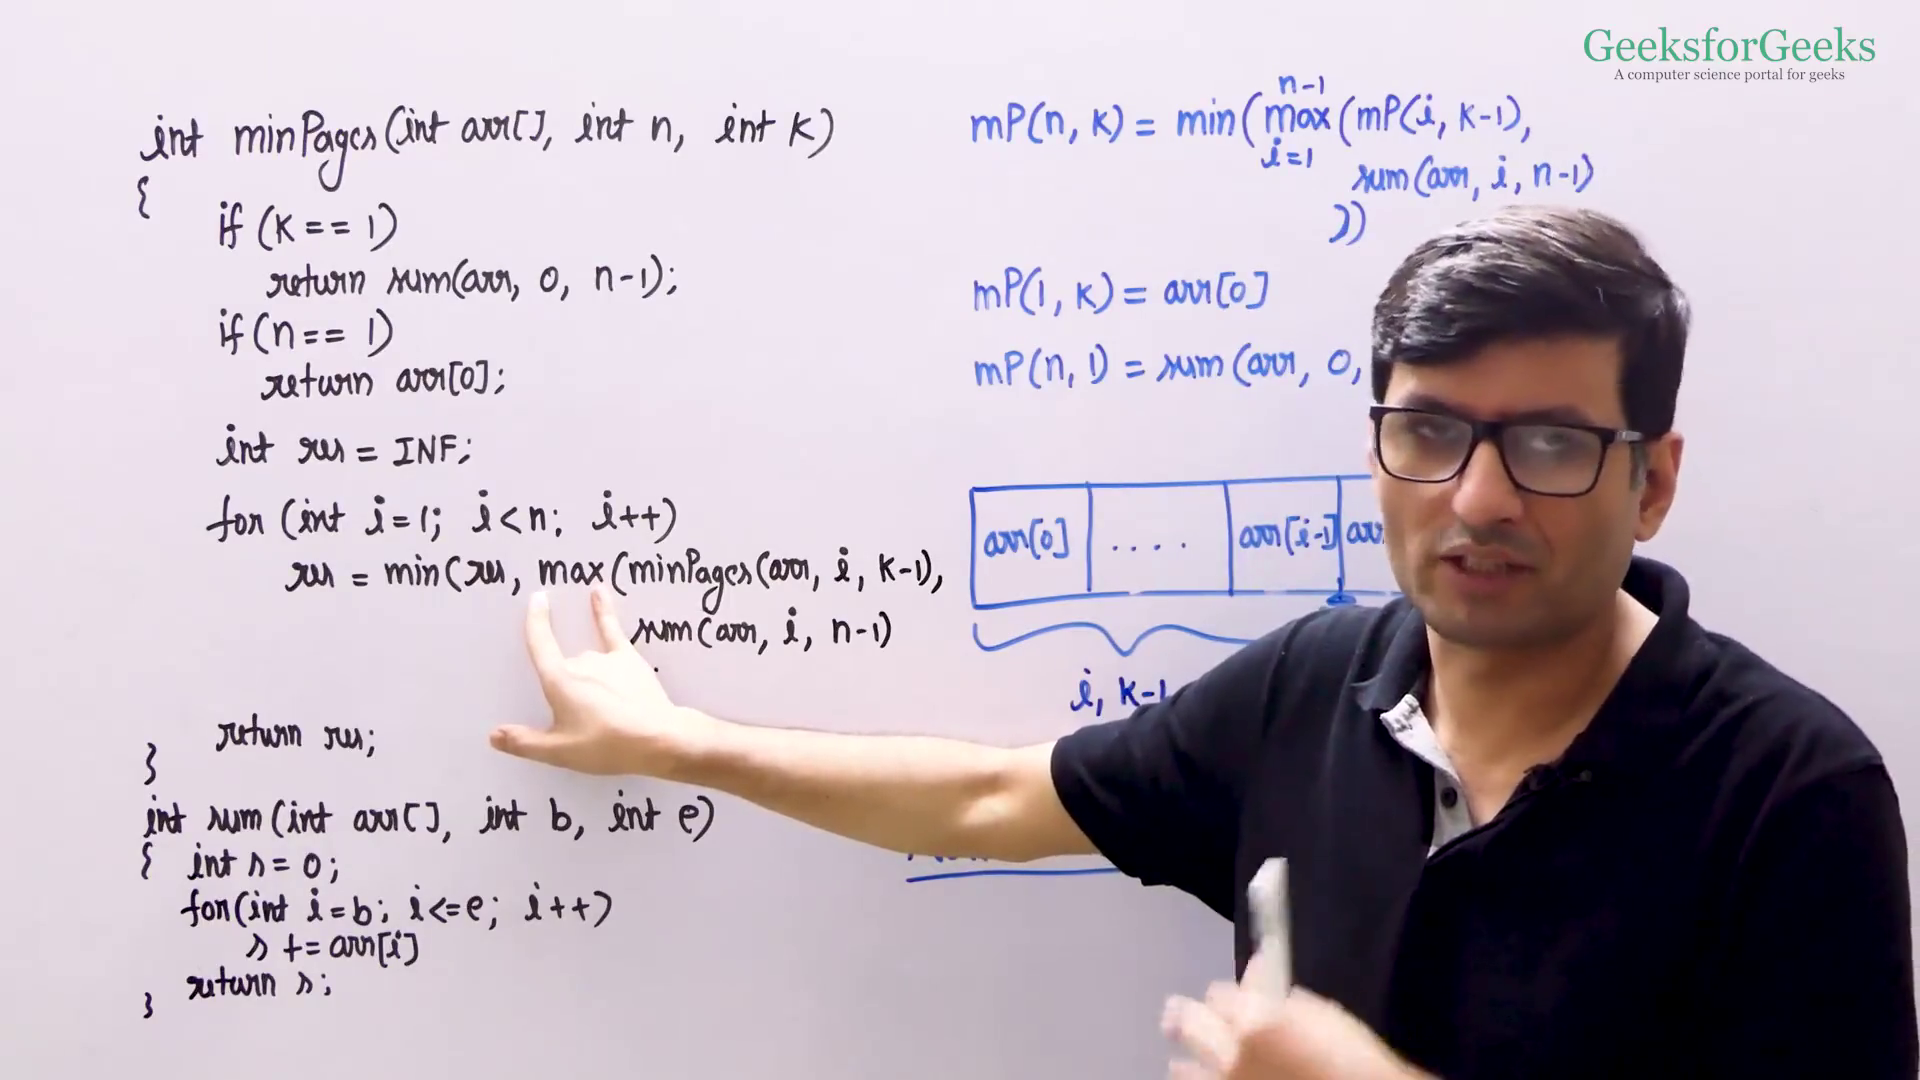 GeeksforGeeks
A computer science portal for geeks
int minPages(int arr[], int n, int k)
{
if (k == 1)
return sum(arr, 0, n-1);
if (n == 1)
return arr[0];
int res = INF;
for (int i=1; i<n; i++)
res = min(res, max(minPages(arr, i, k-1),
sum(arr, i, n-1)
return res;
}
int sum(int arr[], int b, int e)
{ int s=0;
for(int i=b; i<=e; i++)
s += arr[i]
return s;
}
n-1
mP(n, k) = min(max(mP(i, k-1),
i=1
sum(arr, i, n-1)
))
mP(1, k) = arr[0]
mP(n, 1) = sum(arr, 0,
arr[0] .... arr[i-1] arr
i, k-1